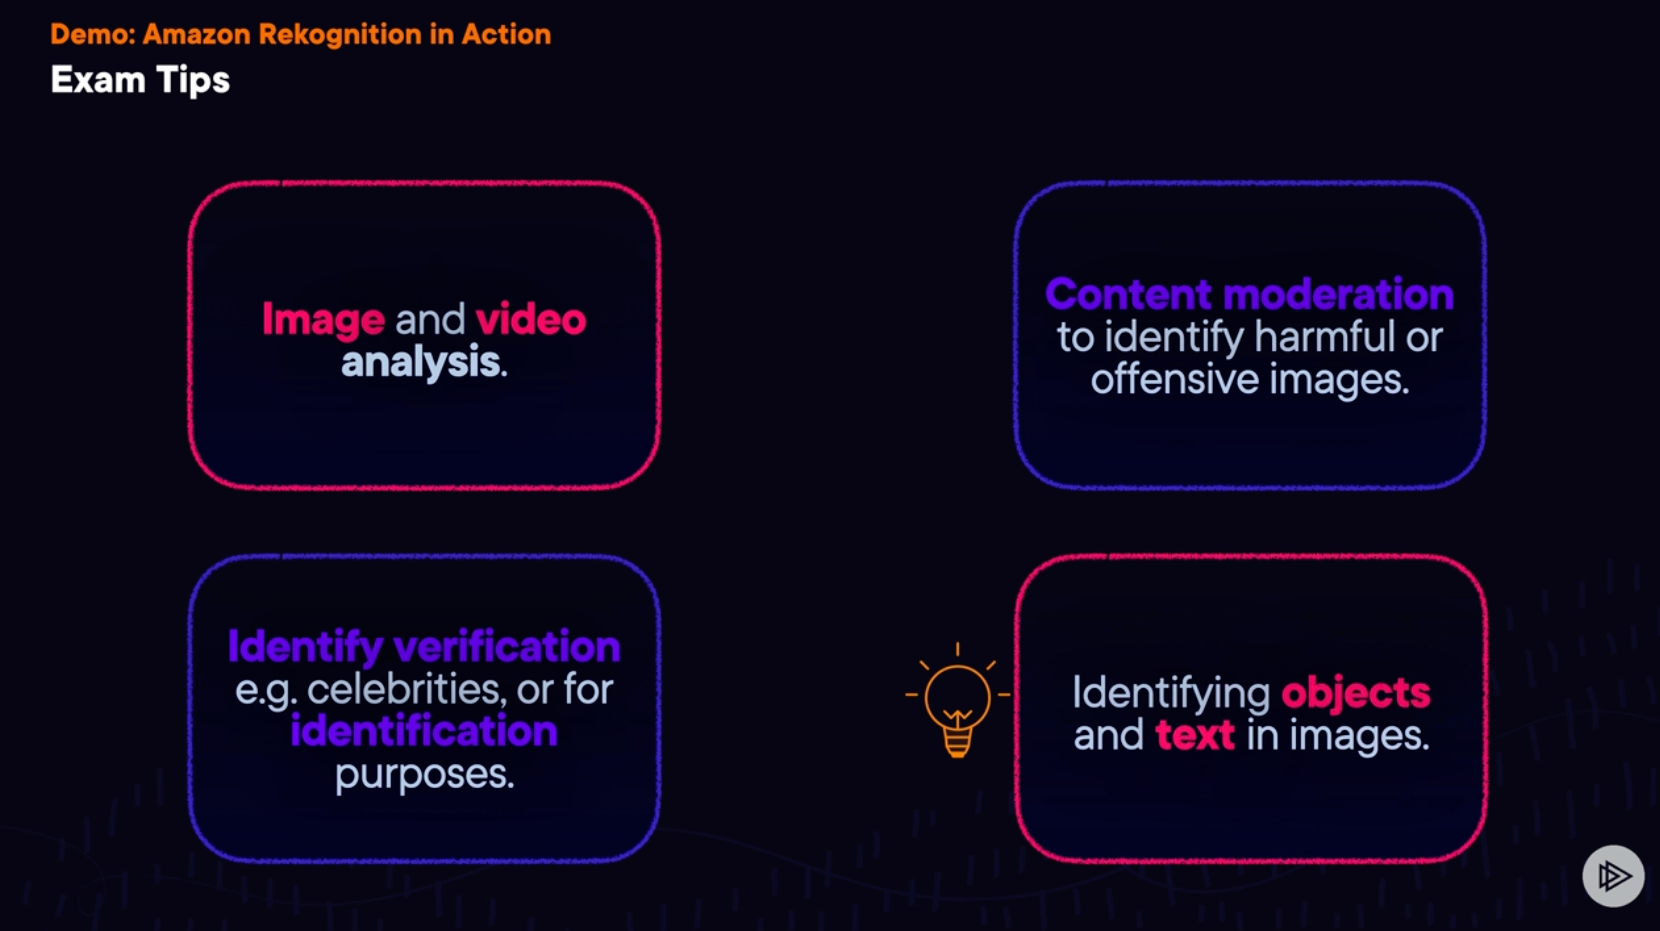 Demo: Amazon Rekognition in Action
Exam Tips
Image and video
analysis.
Content moderation
to identify harmful or
offensive images.
Identify verification
e.g. celebrities, or for
identification
purposes.
Identifying objects
and text in images.